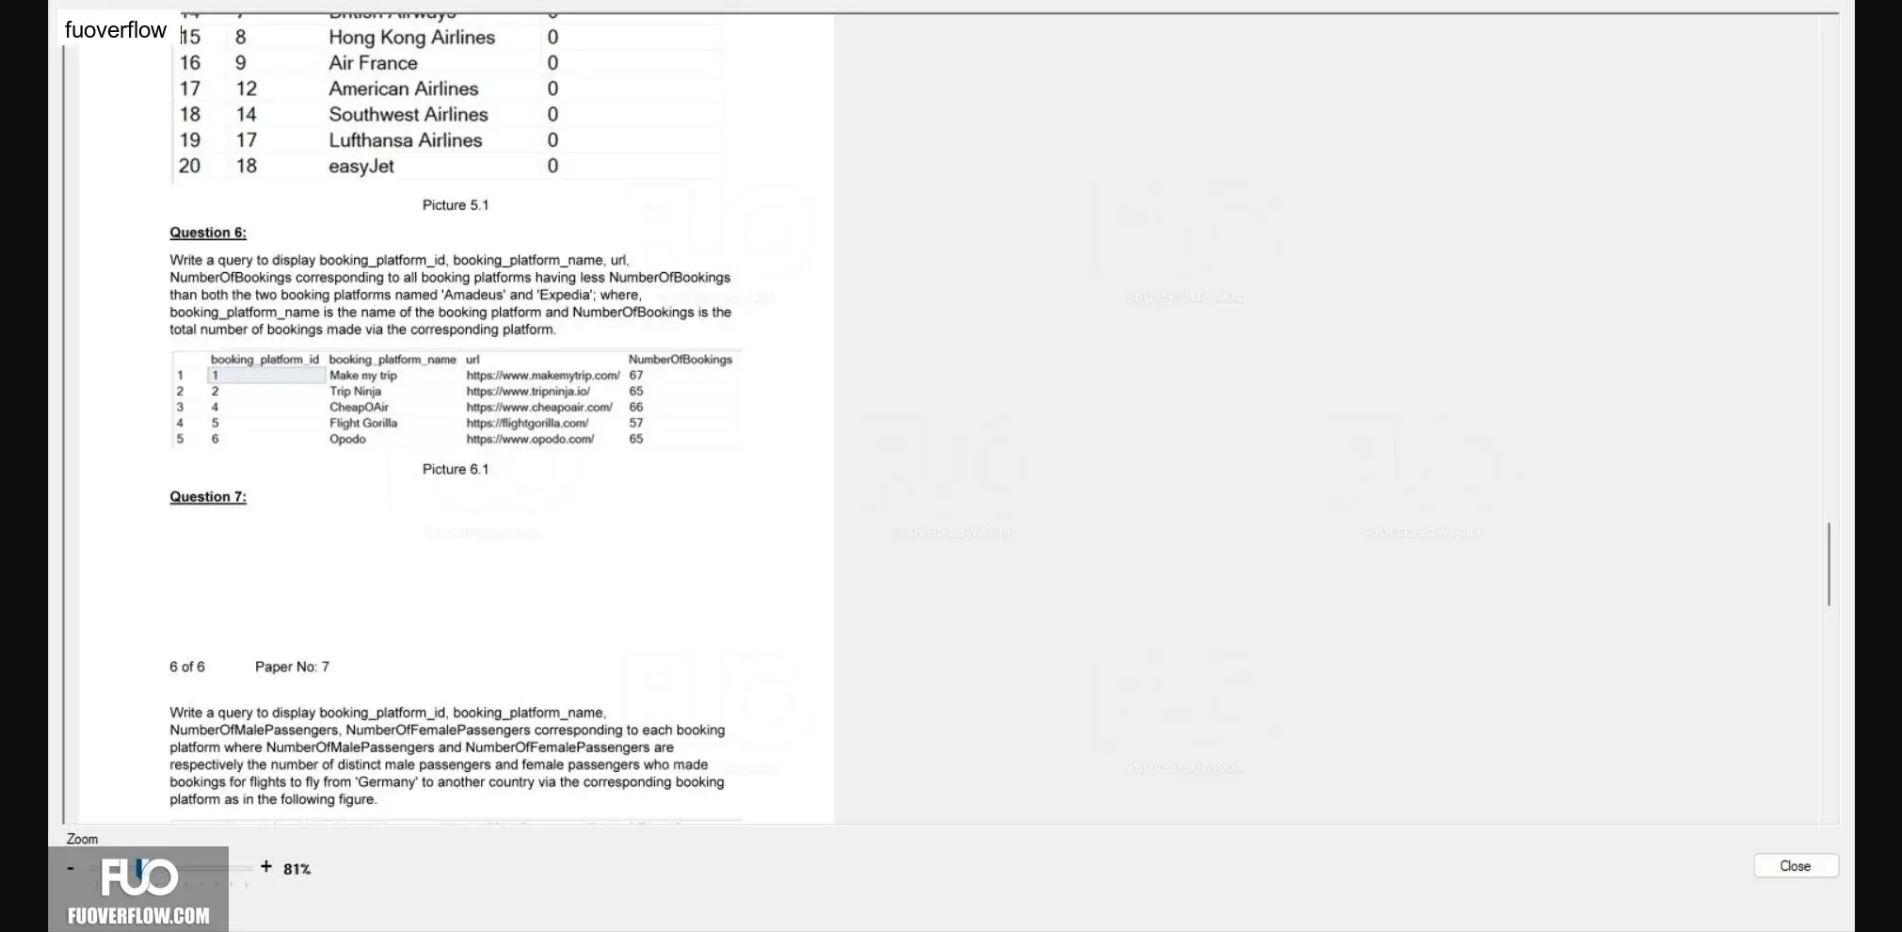 fuoverflow
British Airways
15 8 Hong Kong Airlines 0
16 9 Air France 0
17 12 American Airlines 0
18 14 Southwest Airlines 0
19 17 Lufthansa Airlines 0
20 18 easyJet 0
Picture 5.1
Question 6:
Write a query to display booking_platform_id, booking_platform_name, url,
NumberOfBookings corresponding to all booking platforms having less NumberOfBookings
than both the two booking platforms named 'Amadeus' and 'Expedia'; where,
booking_platform_name is the name of the booking platform and NumberOfBookings is the
total number of bookings made via the corresponding platform.
booking_platform_id booking_platform_name url NumberOfBookings
1 1 Make my trip https://www.makemytrip.com/ 67
2 2 Trip Ninja https://www.tripninja.io/ 65
3 4 CheapOAir https://www.cheapoair.com/ 66
4 5 Flight Gorilla https://flightgorilla.com/ 57
5 6 Opodo https://www.opodo.com/ 65
Picture 6.1
Question 7:
FUOVERFLOW.COM
FUOVERFLOW.COM
FUOVERFLOW.COM
6 of 6 Paper No: 7
Write a query to display booking_platform_id, booking_platform_name,
NumberOfMalePassengers, NumberOfFemalePassengers corresponding to each booking
platform where NumberOfMalePassengers and NumberOfFemalePassengers are
respectively the number of distinct male passengers and female passengers who made
bookings for flights to fly from 'Germany' to another country via the corresponding booking
platform as in the following figure.
Zoom
- + 81%
Close
FUO
FUOVERFLOW.COM